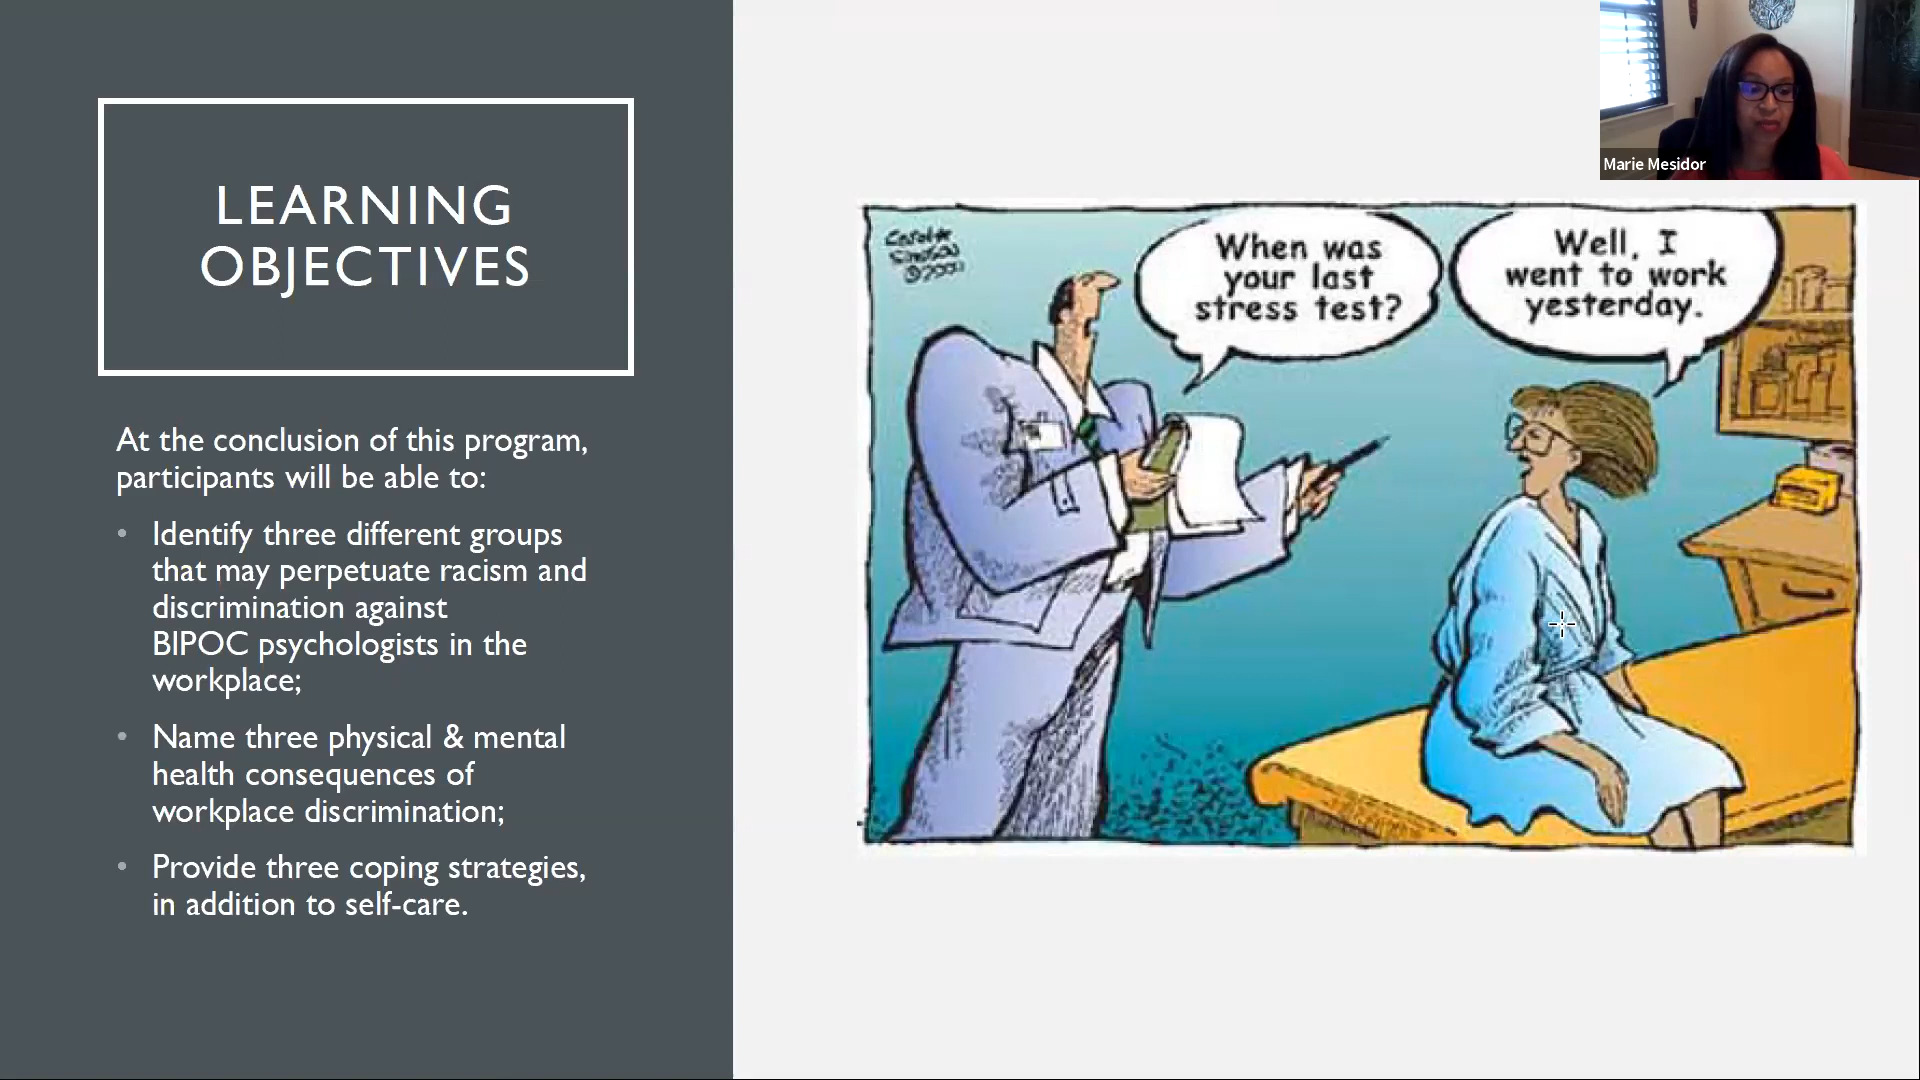 LEARNING
OBJECTIVES
At the conclusion of this program,
participants will be able to:
• Identify three different groups
that may perpetuate racism and
discrimination against
BIPOC psychologists in the
workplace;
• Name three physical & mental
health consequences of
workplace discrimination;
• Provide three coping strategies,
in addition to self-care.
When was
your last
stress test?
Well, I
went to work
yesterday.
Marie Mesidor